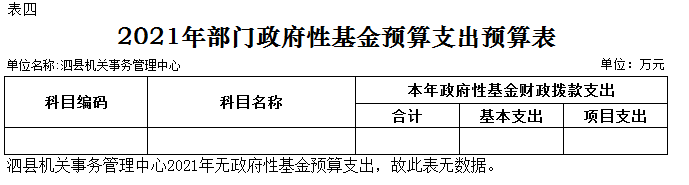 表四
2021年部门政府性基金预算支出预算表
单位名称:泗县机关事务管理中心 单位：万元
科目编码 科目名称 本年政府性基金财政拨款支出
合计 基本支出 项目支出
泗县机关事务管理中心2021年无政府性基金预算支出，故此表无数据。